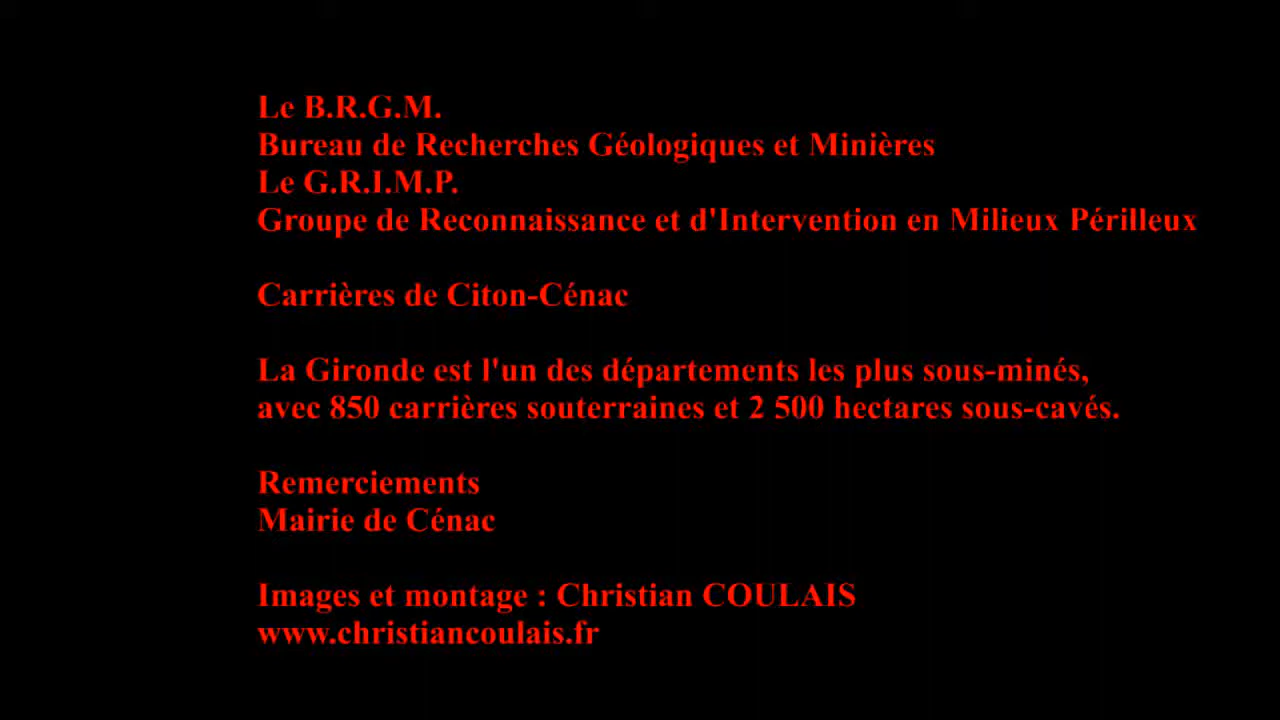 Le B.R.G.M.
Bureau de Recherches Géologiques et Minières
Le G.R.I.M.P.
Groupe de Reconnaissance et d'Intervention en Milieux Périlleux
Carrières de Citon-Cénac
La Gironde est l'un des départements les plus sous-minés,
avec 850 carrières souterraines et 2 500 hectares sous-cavés.
Remerciements
Mairie de Cénac
Images et montage : Christian COULAIS
www.christiancoulais.fr